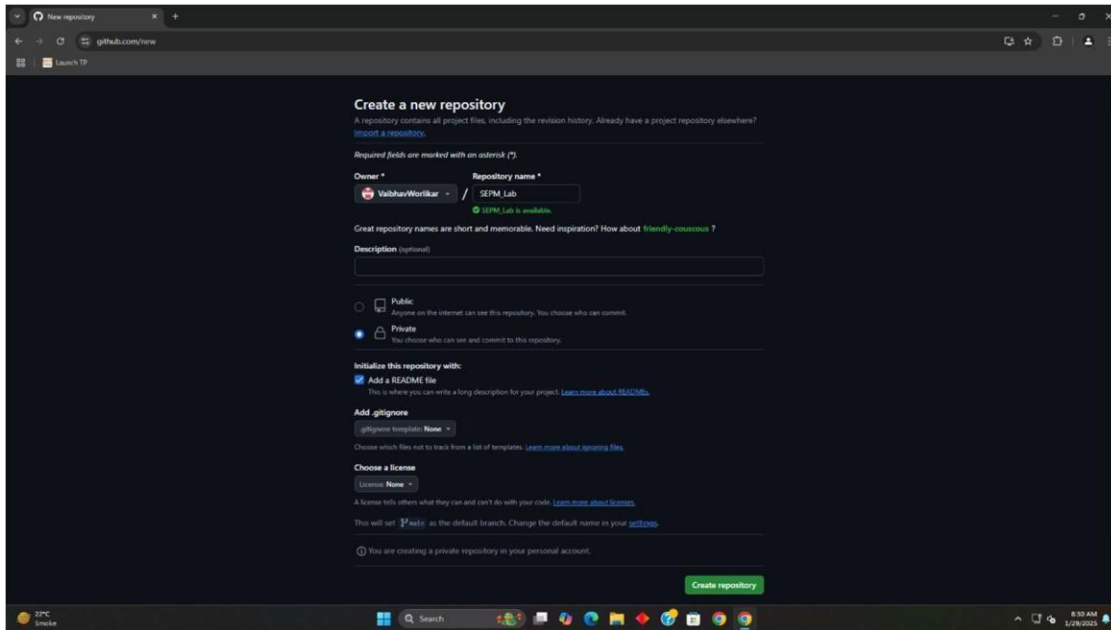 New repository
github.com/new
Launch TP
Create a new repository
A repository contains all project files, including the revision history. Already have a project repository elsewhere?
Import a repository.
Required fields are marked with an asterisk (*).
Owner * Repository name *
VaibhavWorlikar / SEPM_Lab
SEPM_Lab is available.
Great repository names are short and memorable. Need inspiration? How about friendly-couscous ?
Description (optional)
Public
Anyone on the internet can see this repository. You choose who can commit.
Private
You choose who can see and commit to this repository.
Initialize this repository with:
Add a README file
This is where you can write a long description for your project. Learn more about READMEs.
Add .gitignore
.gitignore template: None
Choose which files not to track from a list of templates. Learn more about ignoring files.
Choose a license
License: None
A license tells others what they can and can't do with your code. Learn more about licenses.
This will set main as the default branch. Change the default name in your settings.
You are creating a private repository in your personal account.
Create repository
22°C
Smoke
Search
8:50 AM
1/29/2025